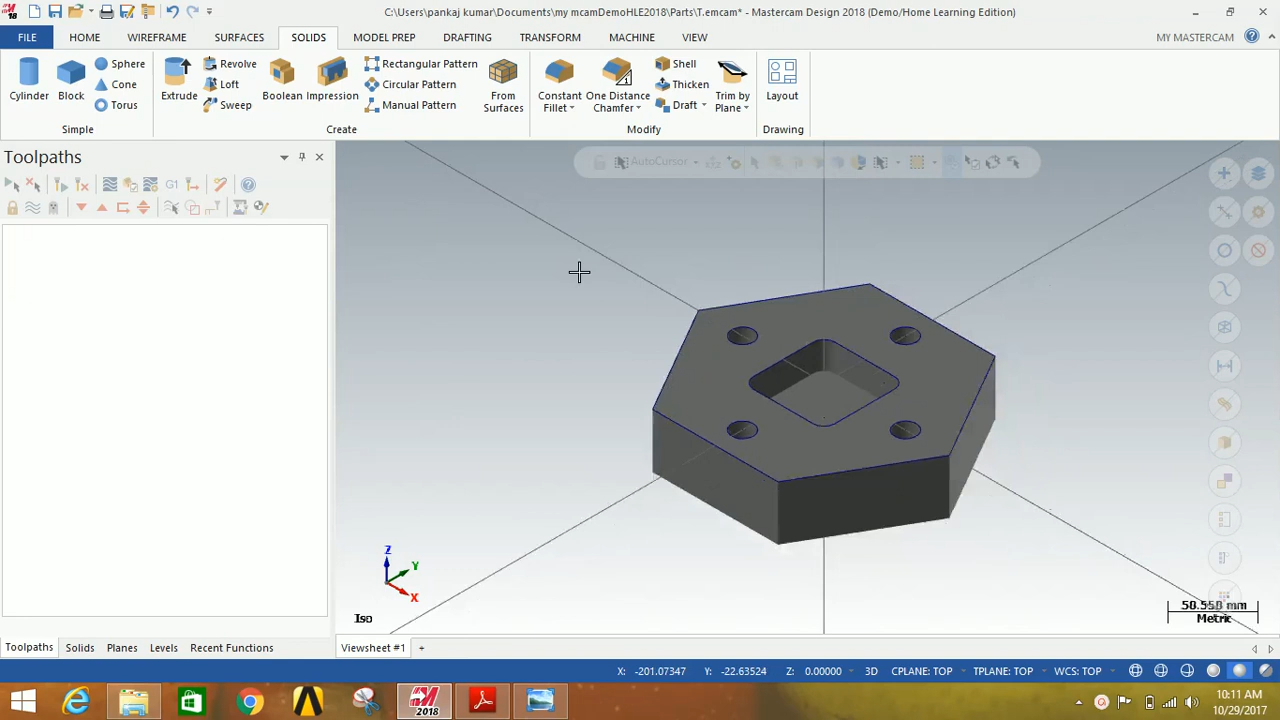 C:\Users\pankaj kumar\Documents\my mcamDemoHLE2018\Parts\T.emcam* - Mastercam Design 2018 (Demo/Home Learning Edition)
FILE HOME WIREFRAME SURFACES SOLIDS MODEL PREP DRAFTING TRANSFORM MACHINE VIEW MY MASTERCAM
Sphere Revolve Rectangular Pattern Shell
Cone Loft Circular Pattern Thicken
Cylinder Block Torus Extrude Sweep Boolean Impression Manual Pattern From Surfaces Constant Fillet One Distance Chamfer Draft Trim by Plane Layout
Simple Create Modify Drawing
Toolpaths
AutoCursor
G1
Z
Y
X
Iso
50.550 mm
Metric
Toolpaths Solids Planes Levels Recent Functions Viewsheet #1 +
X: -201.07347 Y: -22.63524 Z: 0.00000 3D CPLANE: TOP TPLANE: TOP WCS: TOP
2018
10:11 AM
10/29/2017